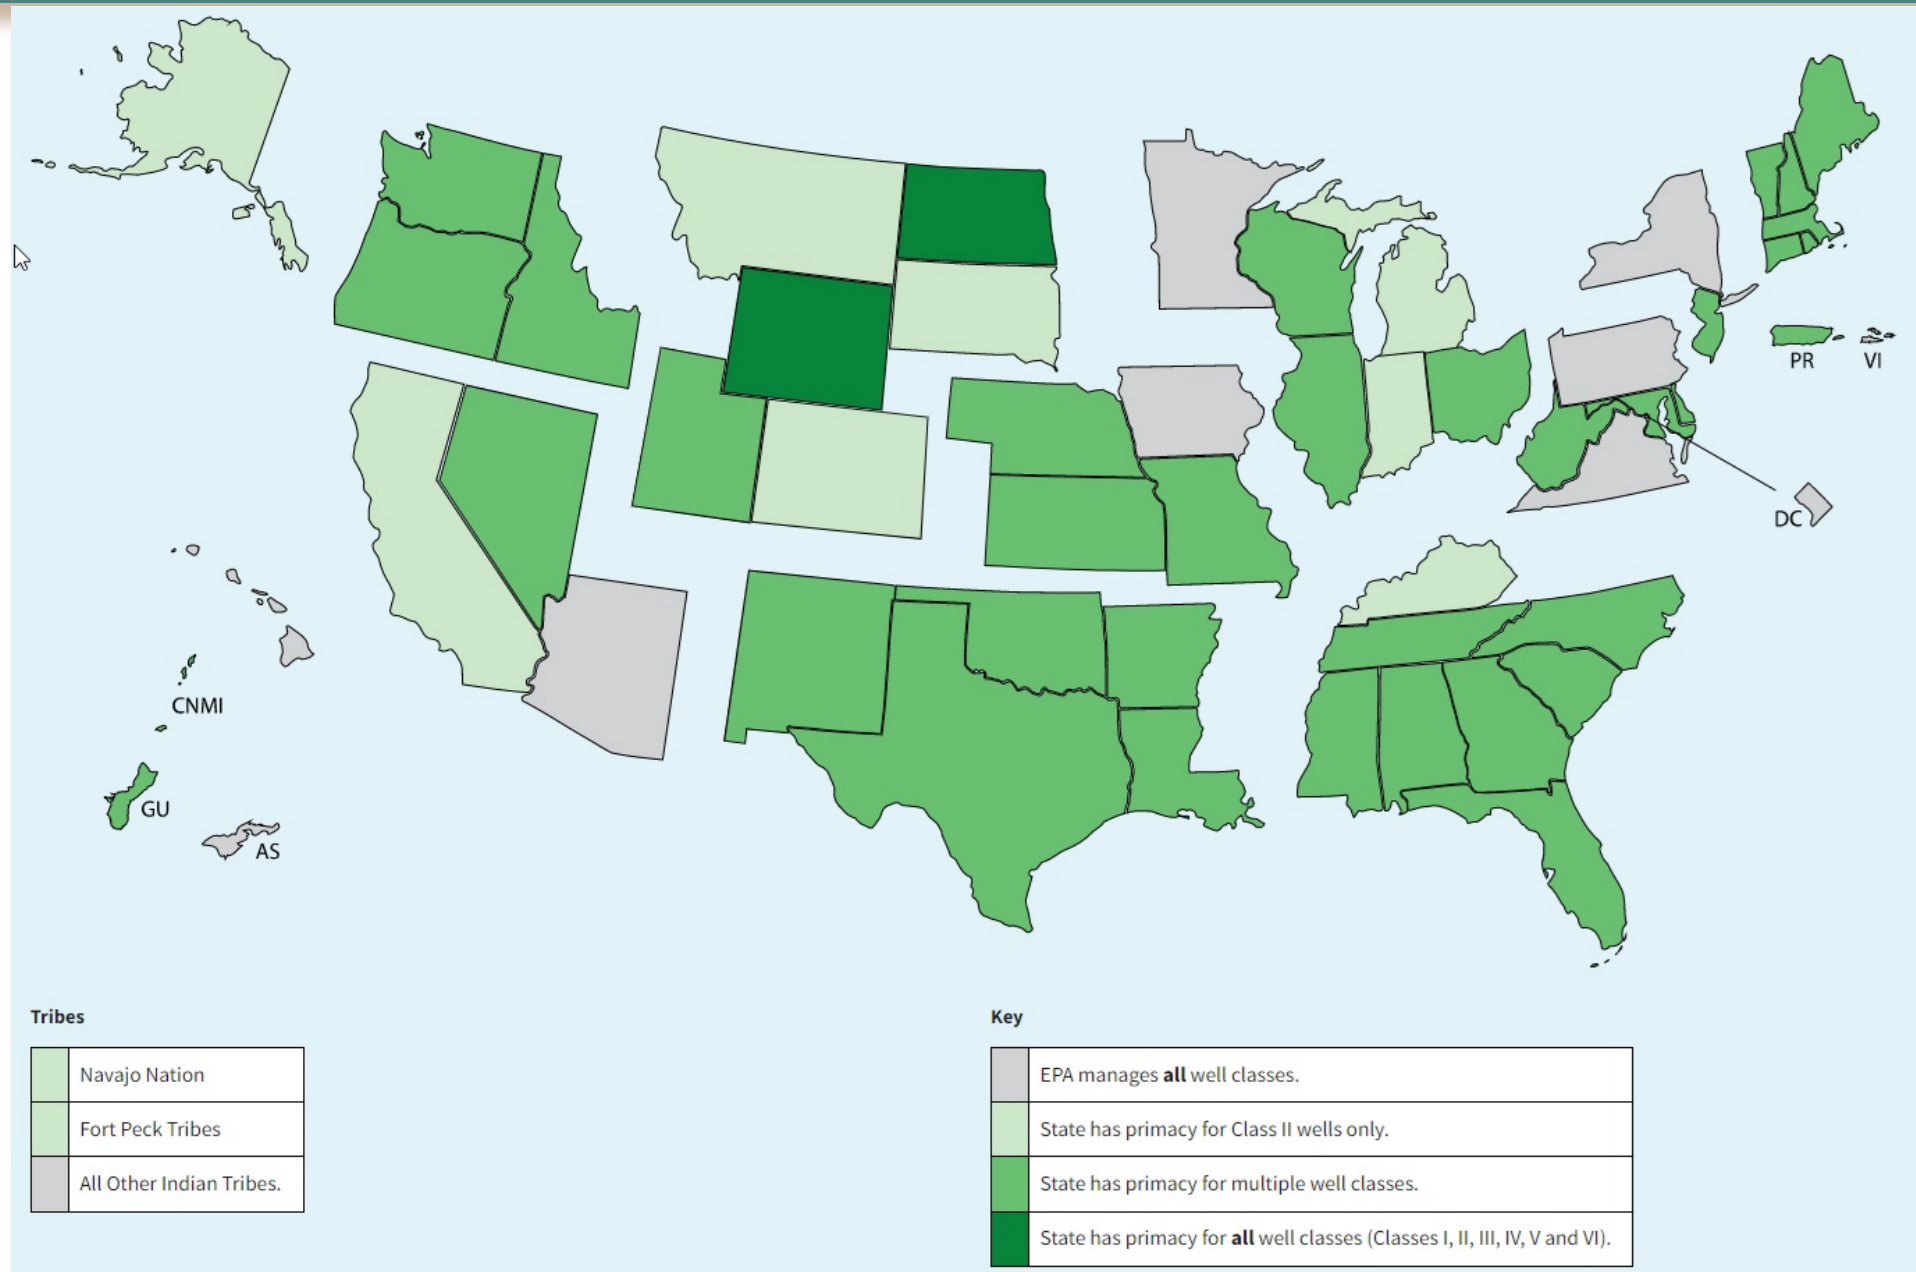 PR
VI
DC
CNMI
GU
AS
Tribes
Navajo Nation
Fort Peck Tribes
All Other Indian Tribes.
Key
EPA manages all well classes.
State has primacy for Class II wells only.
State has primacy for multiple well classes.
State has primacy for all well classes (Classes I, II, III, IV, V and VI).